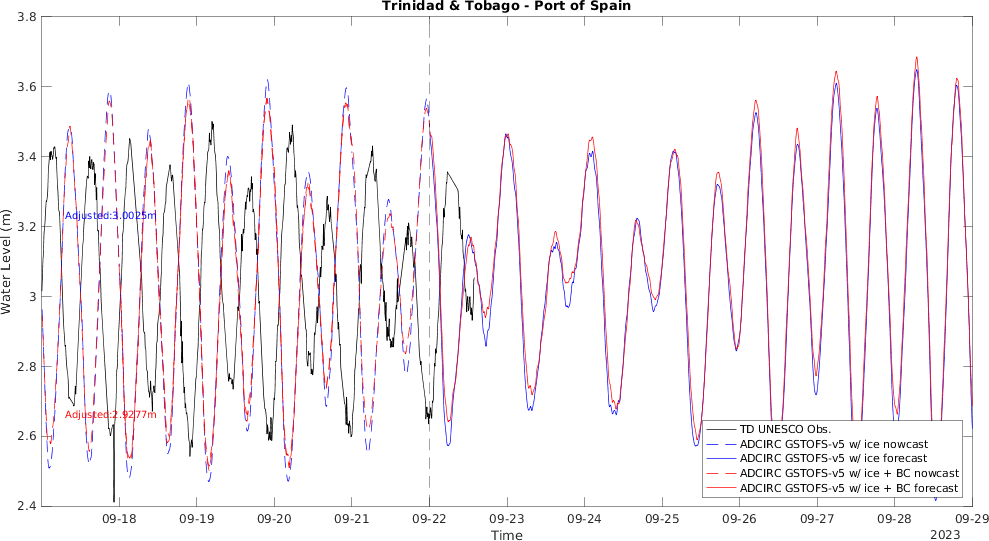 Trinidad & Tobago - Port of Spain
3.8
3.6
3.4
3.2
3
2.8
2.6
2.4
Water Level (m)
Adjusted:3.0025m
Adjusted:2.9277m
TD UNESCO Obs.
ADCIRC GSTOFS-v5 w/ ice nowcast
ADCIRC GSTOFS-v5 w/ ice forecast
ADCIRC GSTOFS-v5 w/ ice + BC nowcast
ADCIRC GSTOFS-v5 w/ ice + BC forecast
09-18 09-19 09-20 09-21 09-22 09-23 09-24 09-25 09-26 09-27 09-28 09-29
Time
2023